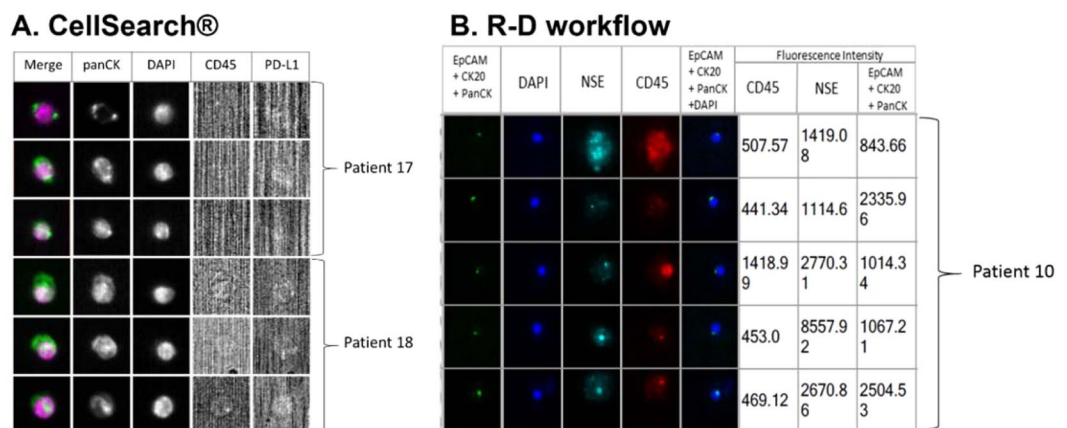 A. CellSearch®
Merge panCK DAPI CD45 PD-L1
Patient 17
Patient 18
B. R-D workflow
EpCAM
+ CK20
+ PanCK
DAPI
NSE
CD45
EpCAM
+ CK20
+ PanCK
+DAPI
Fluorescence Intensity
CD45
NSE
EpCAM
+ CK20
+ PanCK
507.57
1419.0
8
843.66
441.34
1114.6
2335.9
6
1418.9
9
2770.3
1
1014.3
4
453.0
8557.9
2
1067.2
1
469.12
2670.8
6
2504.5
3
Patient 10